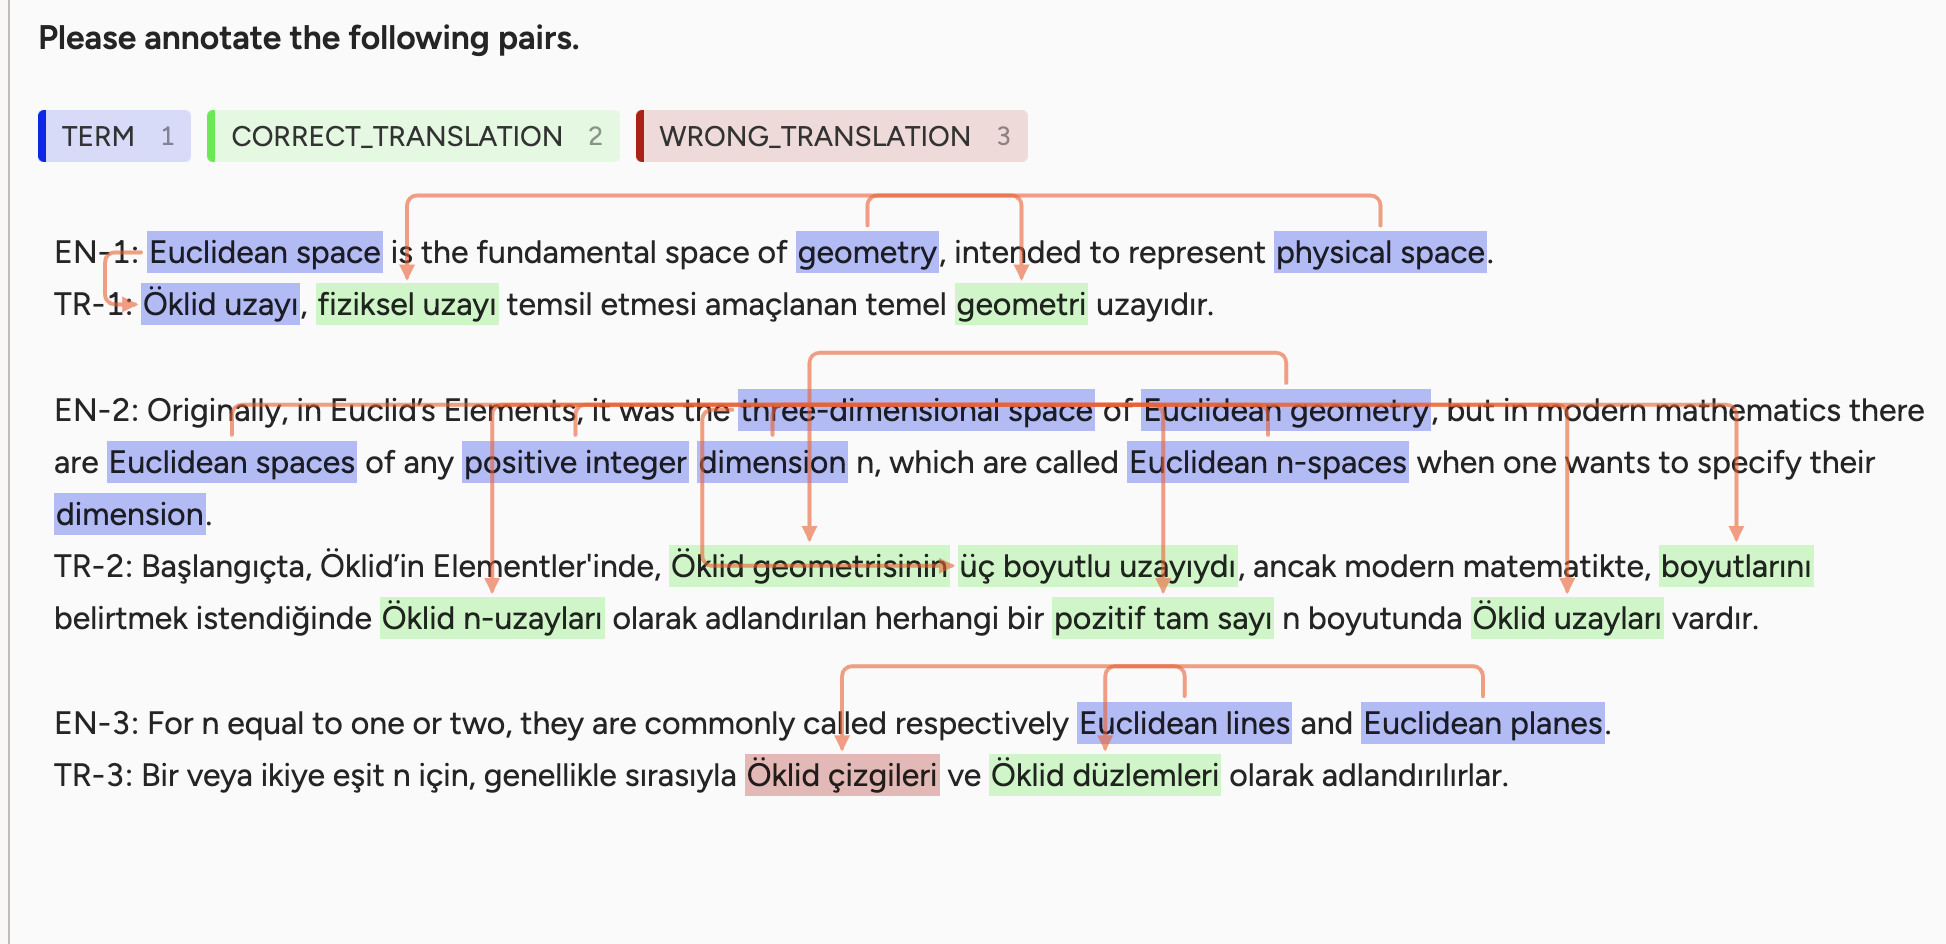 Please annotate the following pairs.
TERM 1 CORRECT_TRANSLATION 2 WRONG_TRANSLATION 3
EN-1: Euclidean space is the fundamental space of geometry, intended to represent physical space.
TR-1: Öklid uzayı, fiziksel uzayı temsil etmesi amaçlanan temel geometri uzayıdır.
EN-2: Originally, in Euclid’s Elements, it was the three-dimensional space of Euclidean geometry, but in modern mathematics there
are Euclidean spaces of any positive integer dimension n, which are called Euclidean n-spaces when one wants to specify their
dimension.
TR-2: Başlangıçta, Öklid’in Elementler'inde, Öklid geometrisinin üç boyutlu uzayıydı, ancak modern matematikte, boyutlarını
belirtmek istendiğinde Öklid n-uzayları olarak adlandırılan herhangi bir pozitif tam sayı n boyutunda Öklid uzayları vardır.
EN-3: For n equal to one or two, they are commonly called respectively Euclidean lines and Euclidean planes.
TR-3: Bir veya ikiye eşit n için, genellikle sırasıyla Öklid çizgileri ve Öklid düzlemleri olarak adlandırılırlar.